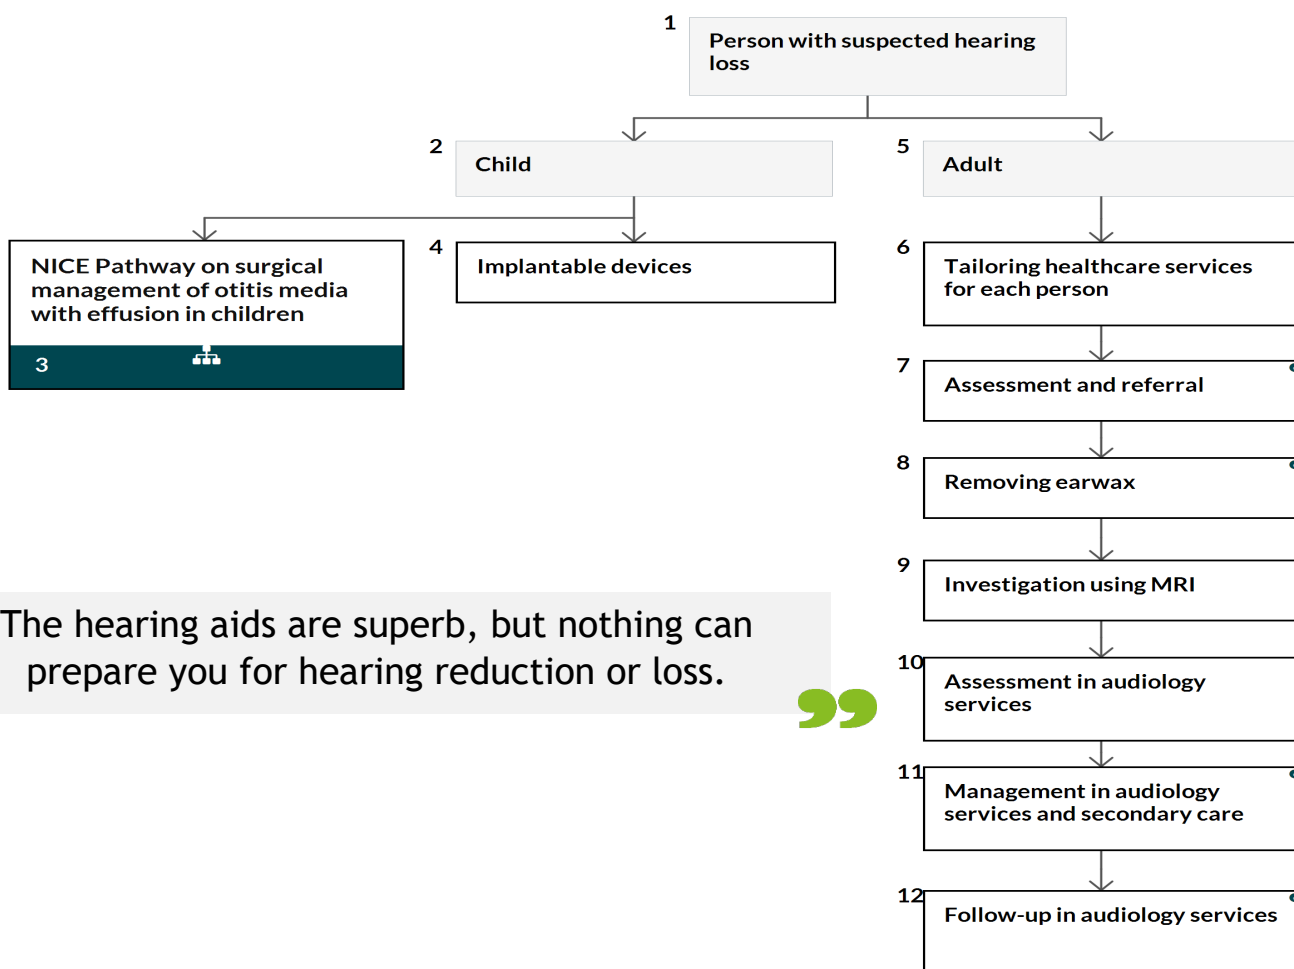 1
Person with suspected hearing
loss
2
Child
5
Adult
NICE Pathway on surgical
management of otitis media
with effusion in children
3
4
Implantable devices
6
Tailoring healthcare services
for each person
7
Assessment and referral
8
Removing earwax
9
Investigation using MRI
The hearing aids are superb, but nothing can
prepare you for hearing reduction or loss.
”
10
Assessment in audiology
services
11
Management in audiology
services and secondary care
12
Follow-up in audiology services